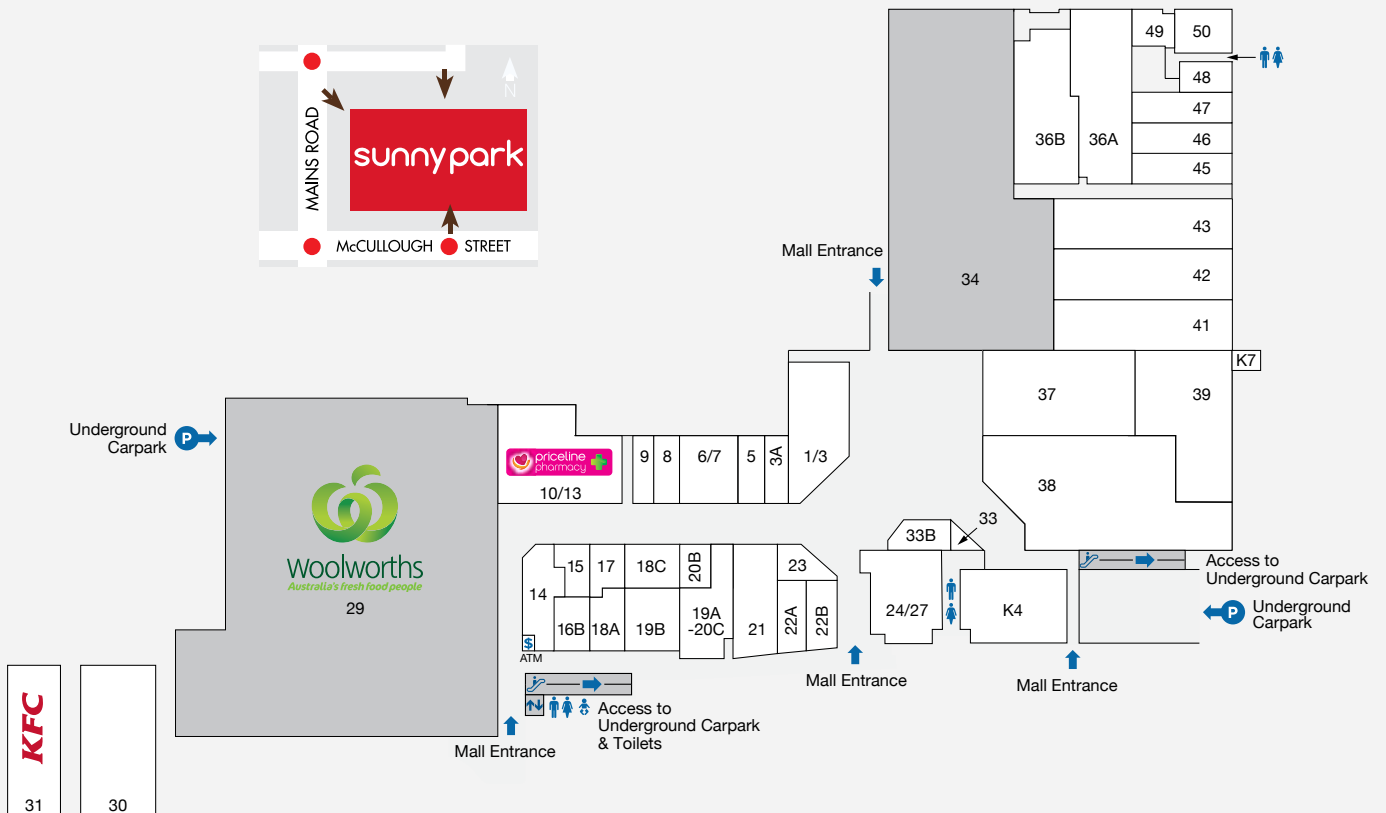 N
MAINS ROAD
sunnypark
McCULLOUGH
STREET
49
50
48
47
36B
36A
46
45
43
Mall Entrance
34
42
41
K7
37
39
Underground
Carpark
P
priceline
pharmacy
10/13
9
8
6/7
5
3A
1/3
38
33
33B
Woolworths
Australia's fresh food people
29
14
15
17
18C
20B
23
16B
18A
19B
19A
-20C
21
22A
22B
24/27
K4
$
ATM
Access to
Underground Carpark
P
Underground
Carpark
Mall Entrance
Mall Entrance
Access to
Underground Carpark
& Toilets
Mall Entrance
KFC
31
30